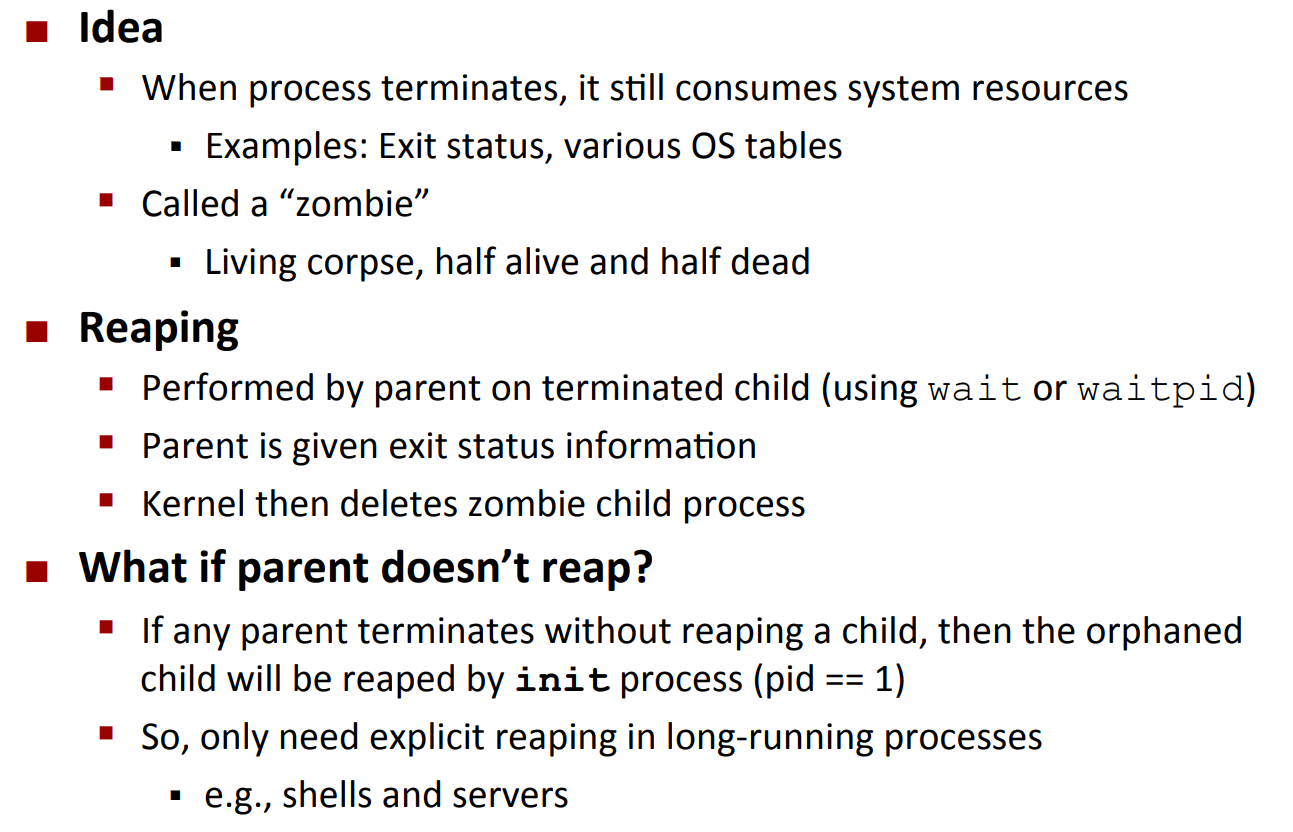 Idea
When process terminates, it still consumes system resources
Examples: Exit status, various OS tables
Called a “zombie”
Living corpse, half alive and half dead
Reaping
Performed by parent on terminated child (using wait or waitpid)
Parent is given exit status information
Kernel then deletes zombie child process
What if parent doesn’t reap?
If any parent terminates without reaping a child, then the orphaned
child will be reaped by init process (pid == 1)
So, only need explicit reaping in long-running processes
e.g., shells and servers